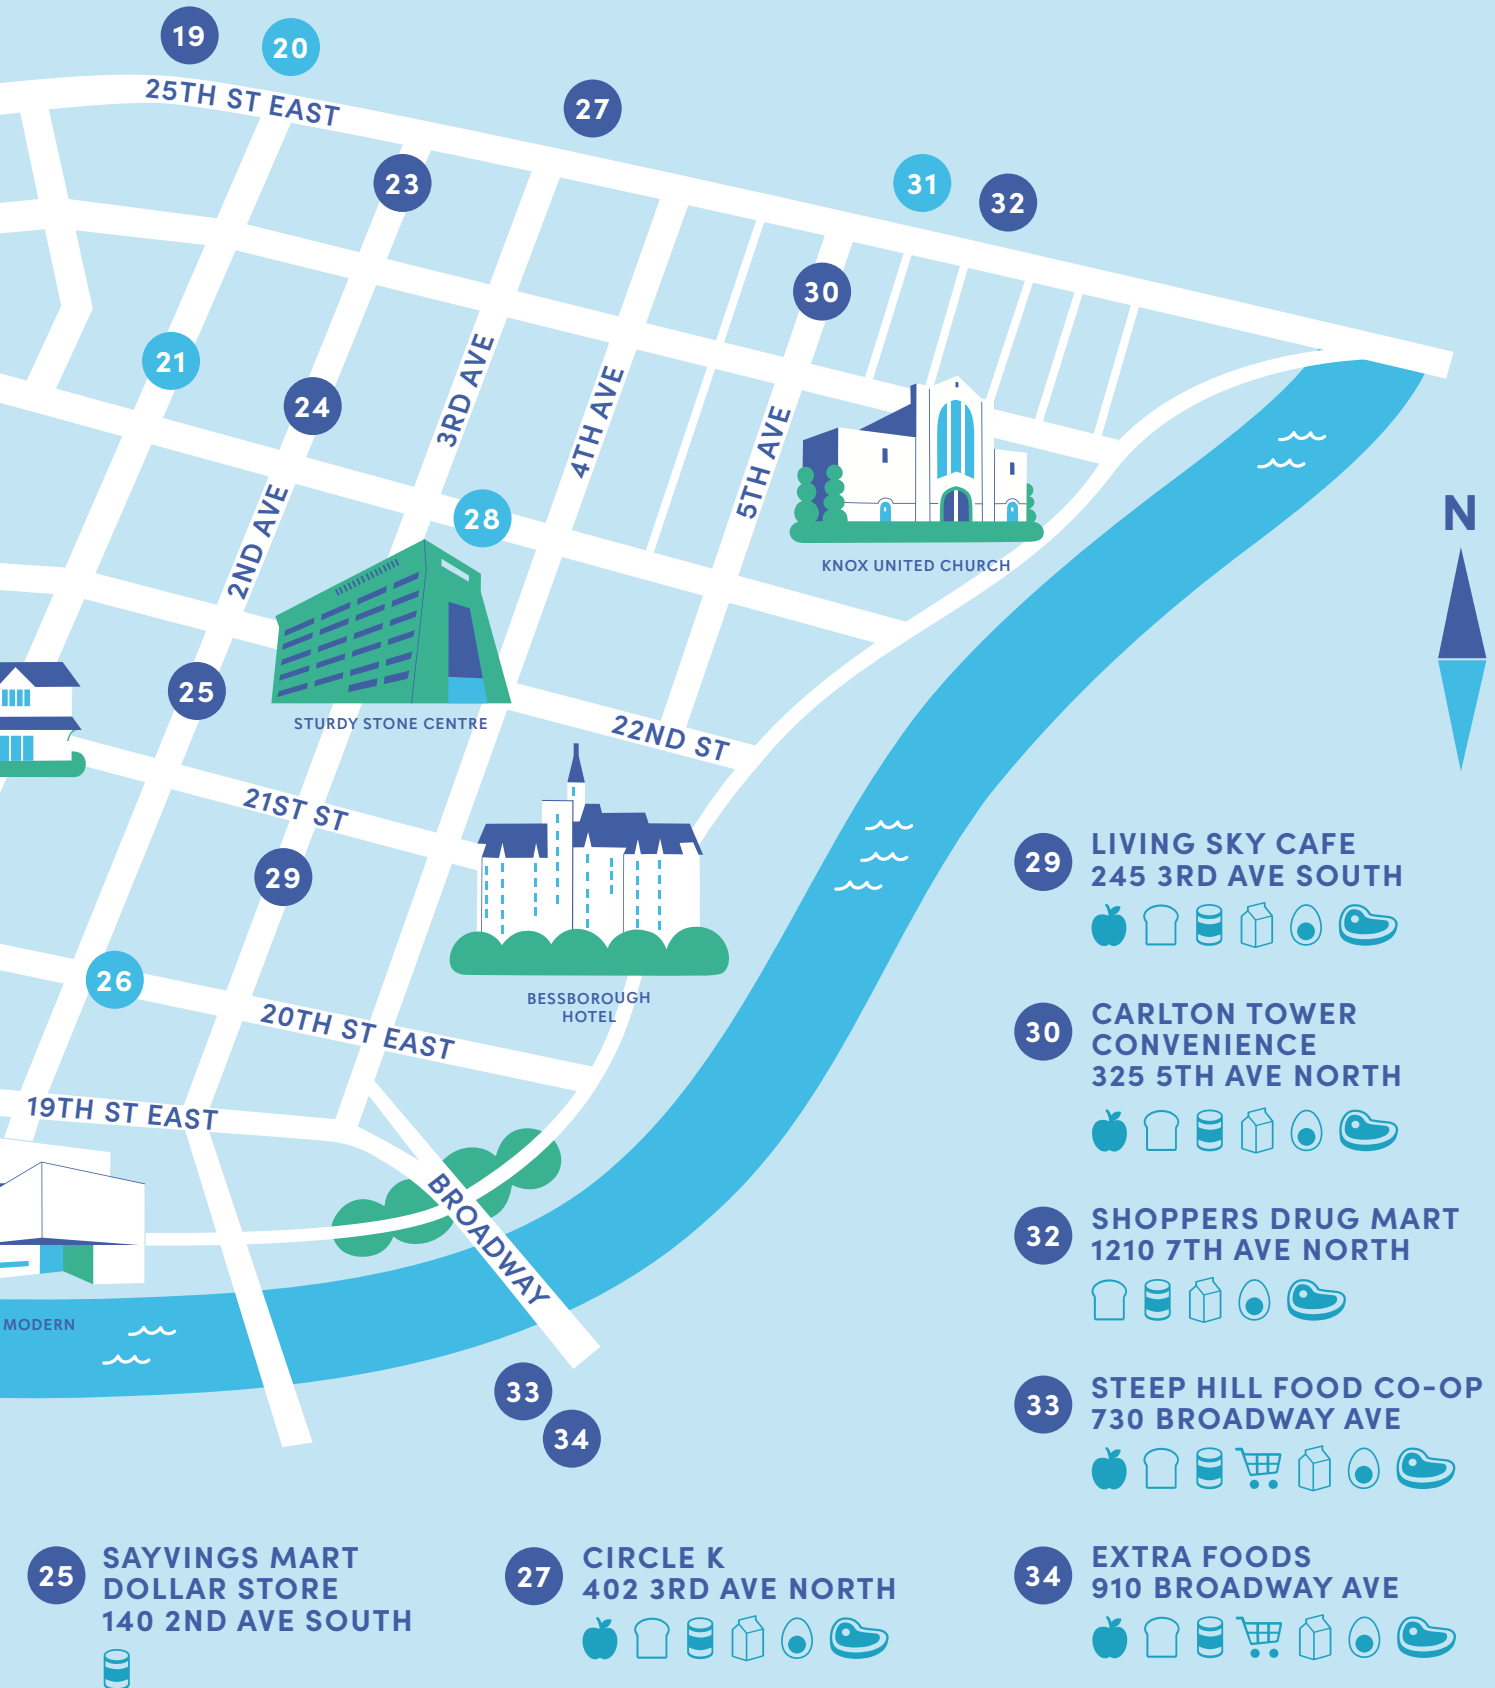 19
20
25TH ST EAST
27
23
31
32
30
21
24
3RD AVE
4TH AVE
5TH AVE
2ND AVE
28
N
KNOX UNITED CHURCH
25
STURDY STONE CENTRE
22ND ST
21ST ST
29
26
BESSBOROUGH
HOTEL
20TH ST EAST
19TH ST EAST
BROADWAY
MODERN
33
34
29
LIVING SKY CAFE
245 3RD AVE SOUTH
30
CARLTON TOWER
CONVENIENCE
325 5TH AVE NORTH
32
SHOPPERS DRUG MART
1210 7TH AVE NORTH
33
STEEP HILL FOOD CO-OP
730 BROADWAY AVE
25
SAYVINGS MART
DOLLAR STORE
140 2ND AVE SOUTH
27
CIRCLE K
402 3RD AVE NORTH
34
EXTRA FOODS
910 BROADWAY AVE